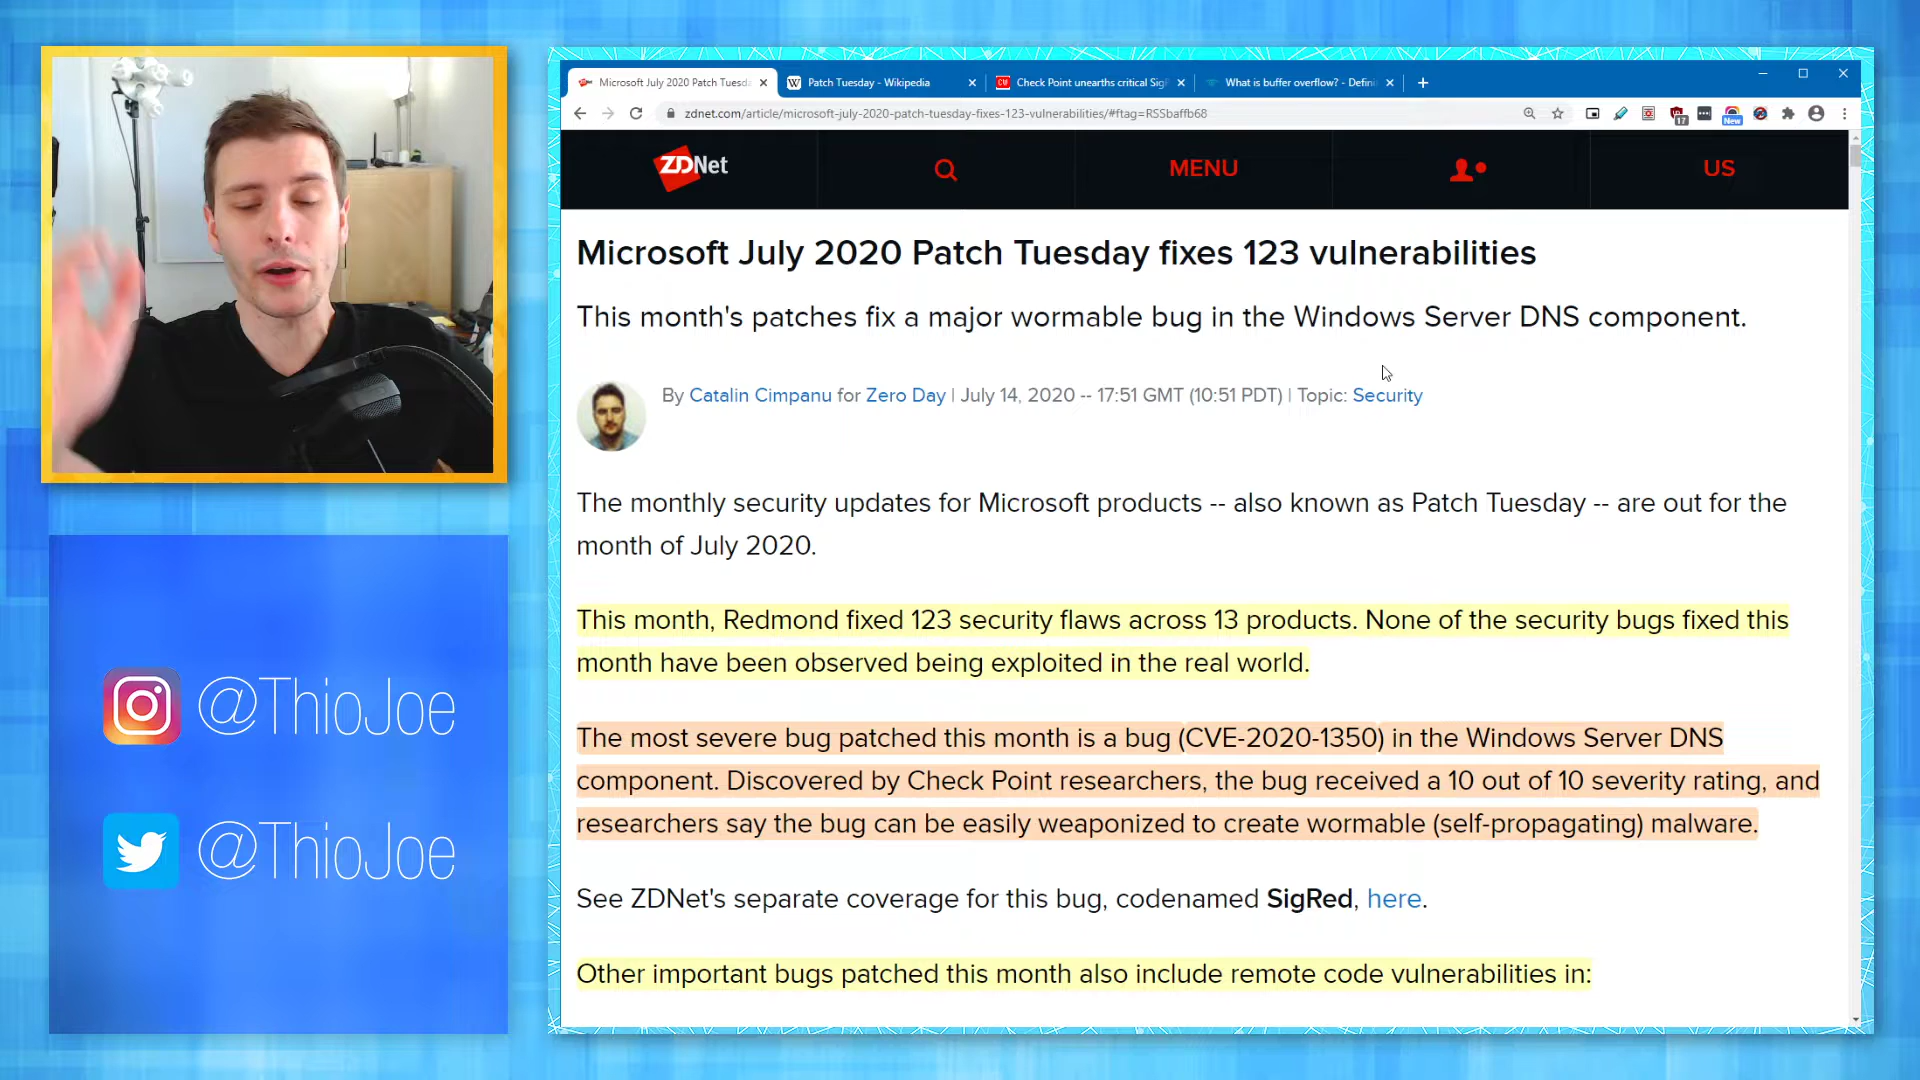 Microsoft July 2020 Patch Tuesd
Patch Tuesday - Wikipedia
Check Point unearths critical Sig
What is buffer overflow? - Defini
zdnet.com/article/microsoft-july-2020-patch-tuesday-fixes-123-vulnerabilities/#ftag=RSSbaffb68
17
New
ZDNet
MENU
US
Microsoft July 2020 Patch Tuesday fixes 123 vulnerabilities
This month's patches fix a major wormable bug in the Windows Server DNS component.
By Catalin Cimpanu for Zero Day | July 14, 2020 -- 17:51 GMT (10:51 PDT) | Topic: Security
The monthly security updates for Microsoft products -- also known as Patch Tuesday -- are out for the
month of July 2020.
This month, Redmond fixed 123 security flaws across 13 products. None of the security bugs fixed this
month have been observed being exploited in the real world.
The most severe bug patched this month is a bug (CVE-2020-1350) in the Windows Server DNS
component. Discovered by Check Point researchers, the bug received a 10 out of 10 severity rating, and
researchers say the bug can be easily weaponized to create wormable (self-propagating) malware.
See ZDNet's separate coverage for this bug, codenamed SigRed, here.
Other important bugs patched this month also include remote code vulnerabilities in:
@ThioJoe
@ThioJoe